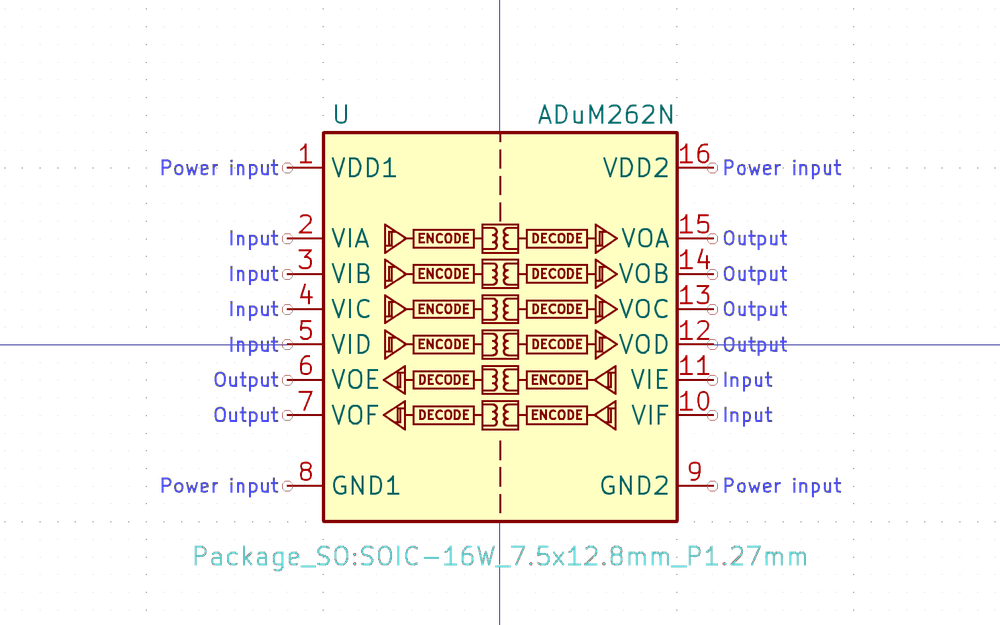 U ADuM262N
Power input 1 VDD1 VDD2 16 Power input
Input 2 VIA ENCODE DECODE VOA 15 Output
Input 3 VIB ENCODE DECODE VOB 14 Output
Input 4 VIC ENCODE DECODE VOC 13 Output
Input 5 VID ENCODE DECODE VOD 12 Output
Output 6 VOE DECODE ENCODE VIE 11 Input
Output 7 VOF DECODE ENCODE VIF 10 Input
Power input 8 GND1 GND2 9 Power input
Package_SO:SOIC-16W_7.5x12.8mm_P1.27mm